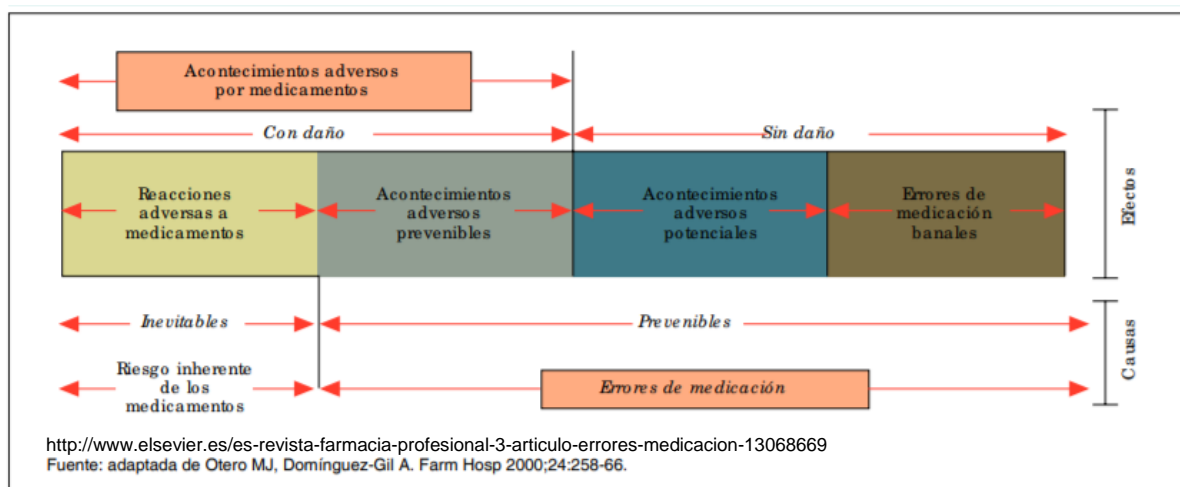 Acontecimientos adversos
por medicamentos
Con daño
Sin daño
Reacciones
adversas a
medicamentos
Acontecimientos
adversos
prevenibles
Acontecimientos
adversos
potenciales
Errores de
medicación
banales
Efectos
Inevitables
Prevenibles
Riesgo inherente
de los
medicamentos
Errores de medicación
Causas
http://www.elsevier.es/es-revista-farmacia-profesional-3-articulo-errores-medicacion-13068669
Fuente: adaptada de Otero MJ, Domínguez-Gil A. Farm Hosp 2000;24:258-66.